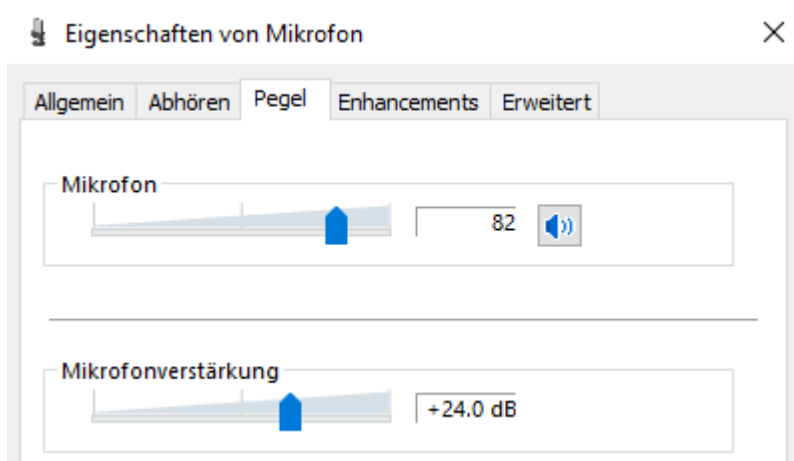 Eigenschaften von Mikrofon
Allgemein Abhören Pegel Enhancements Erweitert
Mikrofon
82
Mikrofonverstärkung
+24.0 dB